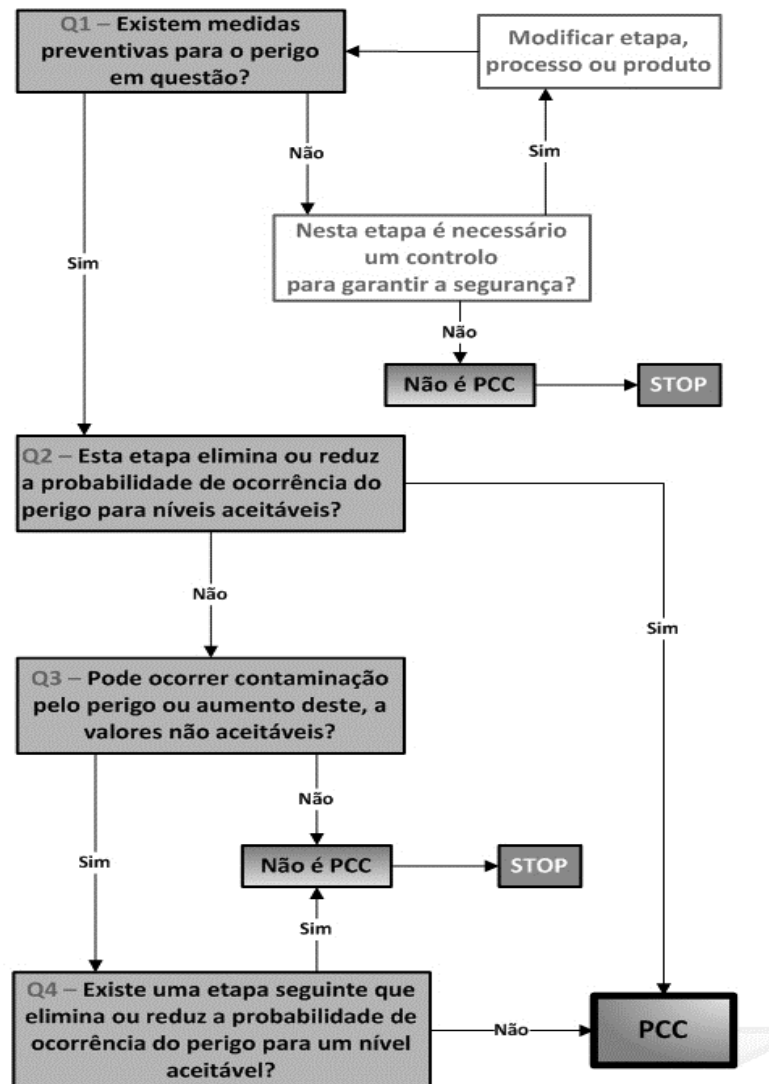 Q1 – Existem medidas
preventivas para o perigo
em questão?
Modificar etapa,
processo ou produto
Não
Sim
Nesta etapa é necessário
um controlo
para garantir a segurança?
Sim
Não
Não é PCC
STOP
Q2 – Esta etapa elimina ou reduz
a probabilidade de ocorrência do
perigo para níveis aceitáveis?
Não
Sim
Q3 – Pode ocorrer contaminação
pelo perigo ou aumento deste, a
valores não aceitáveis?
Não
Sim
Não é PCC
STOP
Sim
Q4 – Existe uma etapa seguinte que
elimina ou reduz a probabilidade de
ocorrência do perigo para um nível
aceitável?
Não
PCC